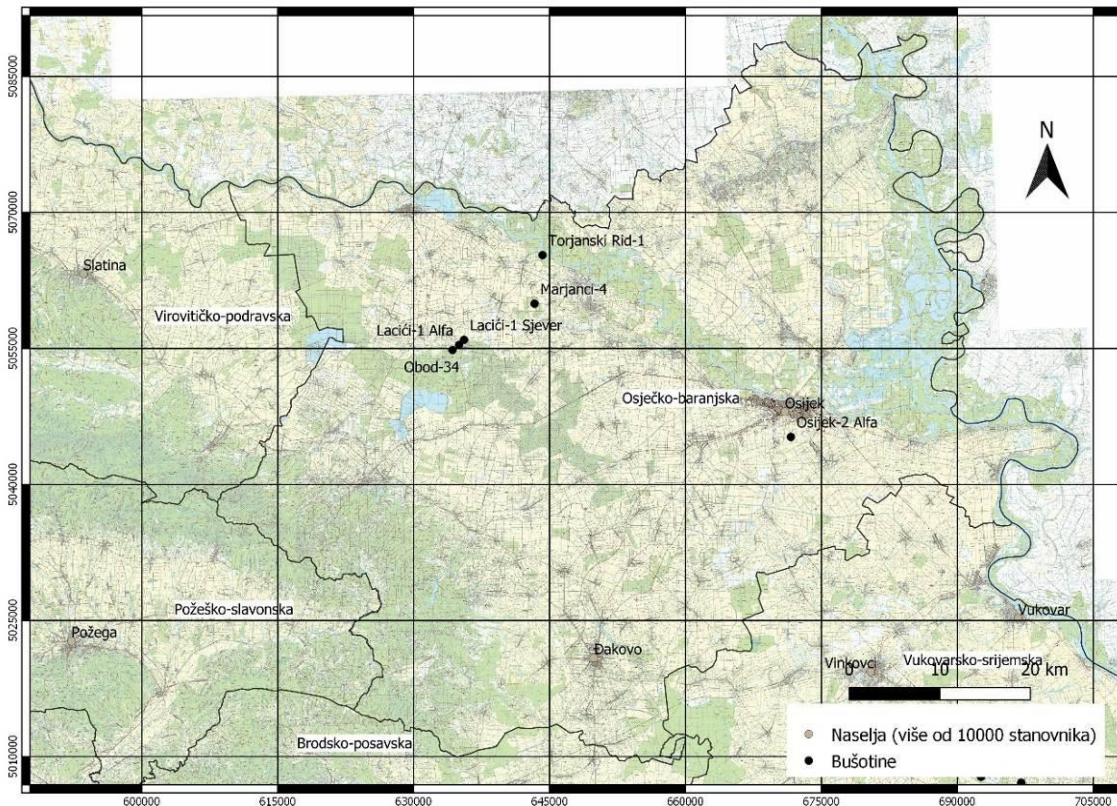 5085000
5070000
5055000
5040000
5025000
5010000
N
Torjanski Rid-1
Slatina
Marjanci-4
Virovitičko-podravska
Lacići-1 Sjever
Lacići-1 Alfa
Obod-34
Osječko-baranjska
Osijek
Osijek-2 Alfa
Požeško-slavonska
Vukovar
Požega
Đakovo
Vinkovci
Vukovarsko-srijemska
0
20 km
Naselja (više od 10000 stanovnika)
Brodsko-posavska
Bušotine
600000
615000
630000
645000
660000
675000
690000
705000